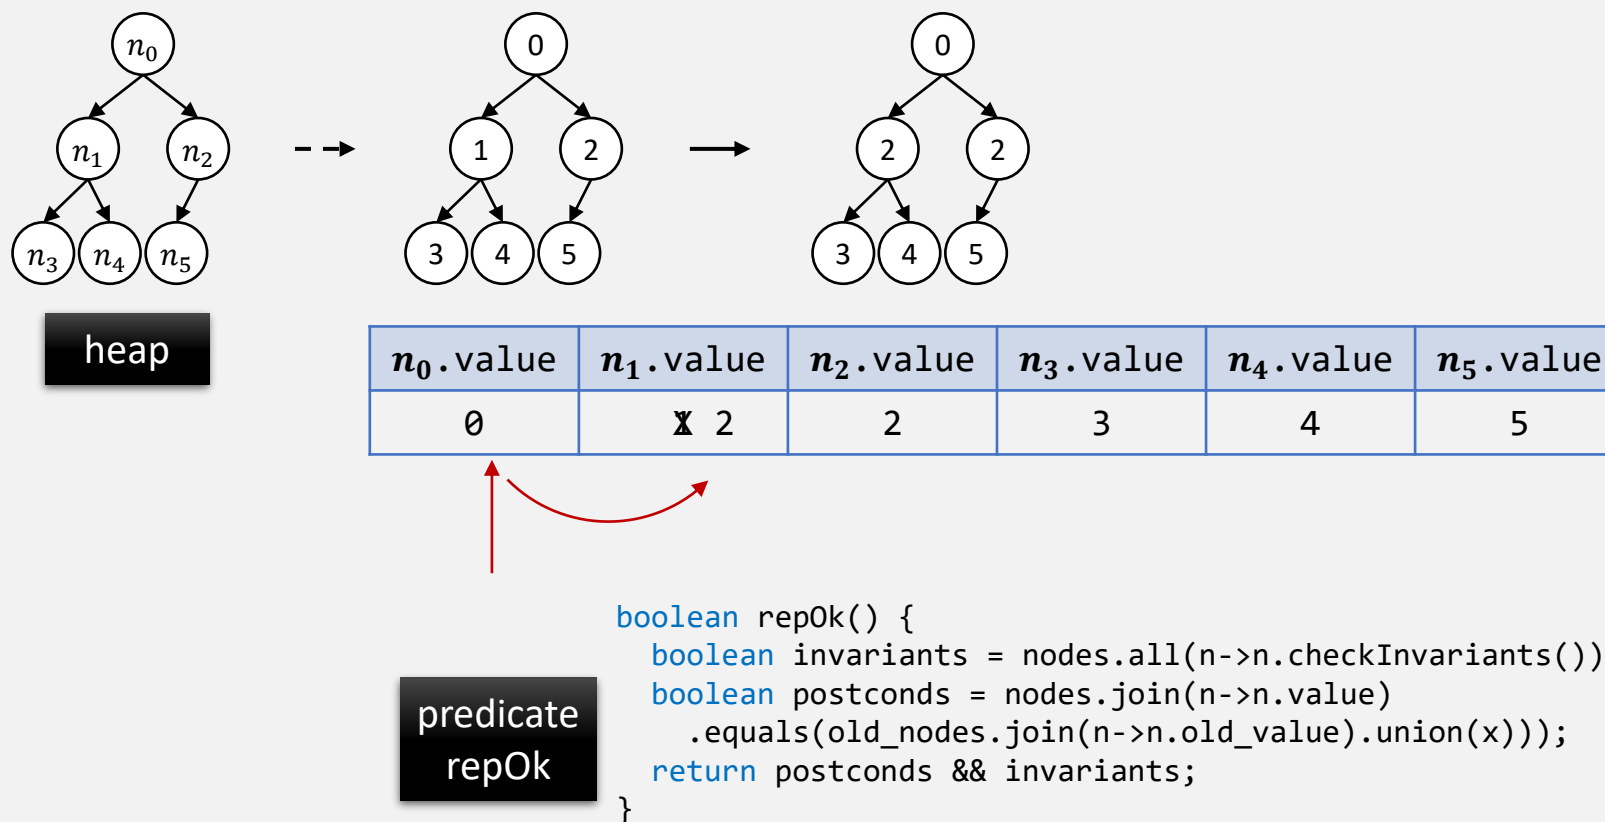 n₀ 0 0
n₁ n₂ 1 2 2 2
n₃ n₄ n₅ 3 4 5 3 4 5
heap
n₀.value n₁.value n₂.value n₃.value n₄.value n₅.value
0 1 X 2 2 3 4 5
boolean repOk() {
boolean invariants = nodes.all(n->n.checkInvariants())
boolean postconds = nodes.join(n->n.value)
.equals(old_nodes.join(n->n.old_value).union(x)));
return postconds && invariants;
}
predicate
repOk